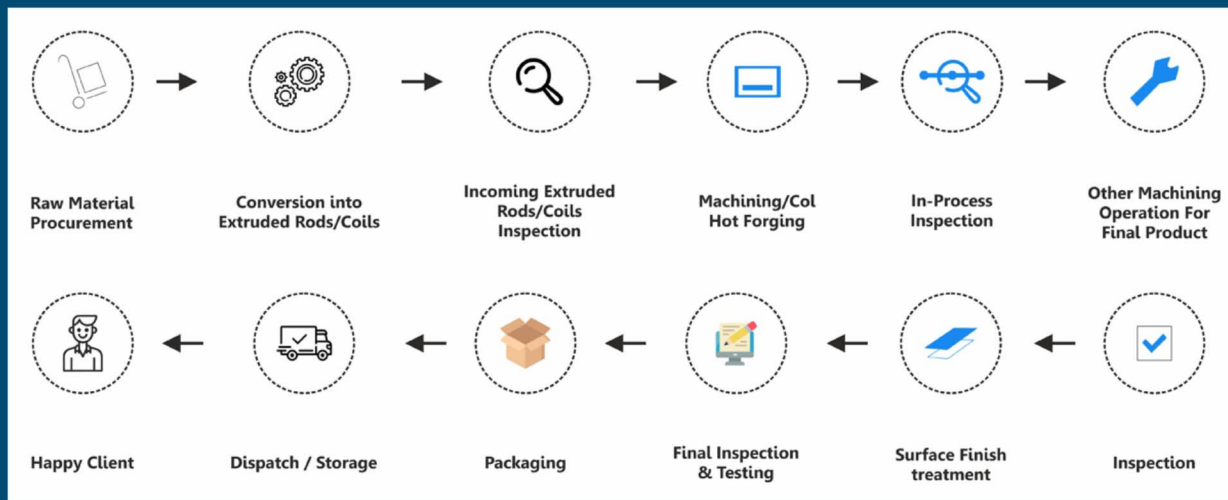 Raw Material
Procurement
Conversion into
Extruded Rods/Coils
Incoming Extruded
Rods/Coils
Inspection
Machining/Col
Hot Forging
In-Process
Inspection
Other Machining
Operation For
Final Product
Happy Client
Dispatch / Storage
Packaging
Final Inspection
& Testing
Surface Finish
treatment
Inspection